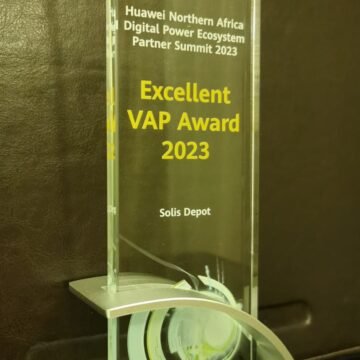 Huawei Northern Africa
Digital Power Ecosystem
Partner Summit 2023
Excellent
VAP Award
2023
Solis Depot